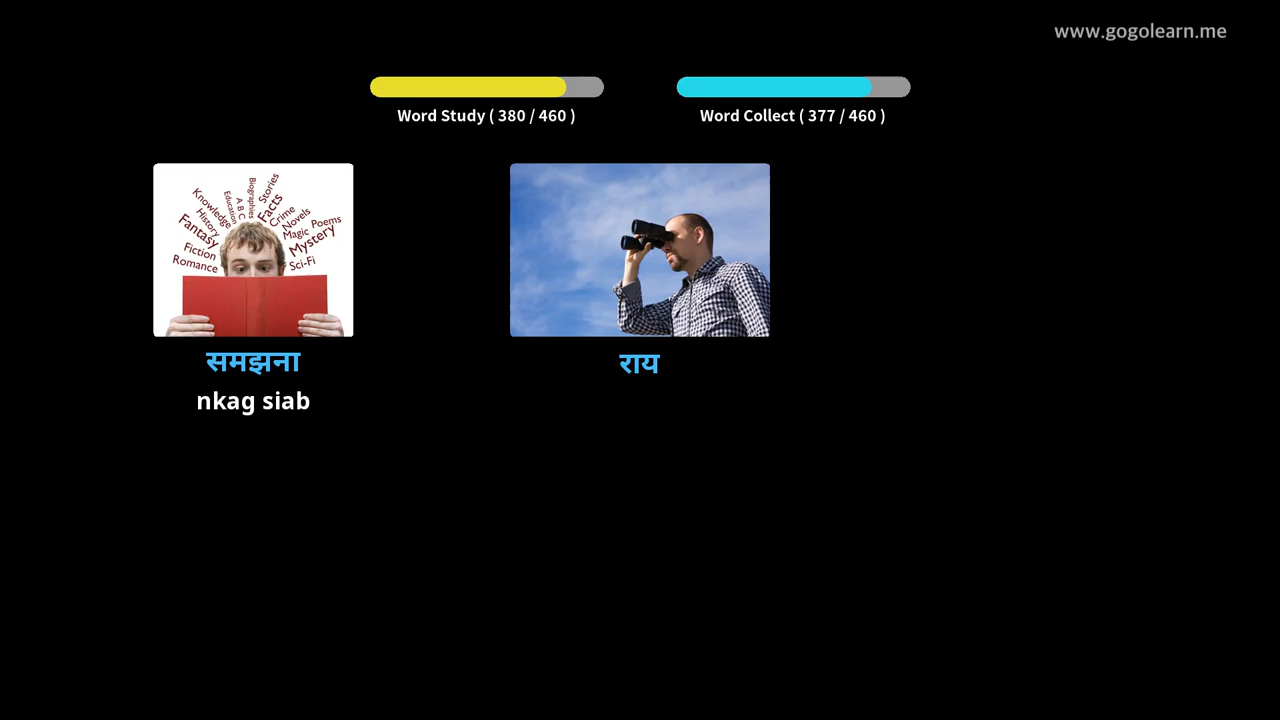 www.gogolearn.me
Word Study ( 380 / 460 )
Word Collect ( 377 / 460 )
Knowledge
History
Fantasy
Fiction
Romance
Education
A B C
Biographies
Stories
Facts
Crime
Novels
Magic
Poems
Mystery
Sci-Fi
समझना
nkag siab
राय